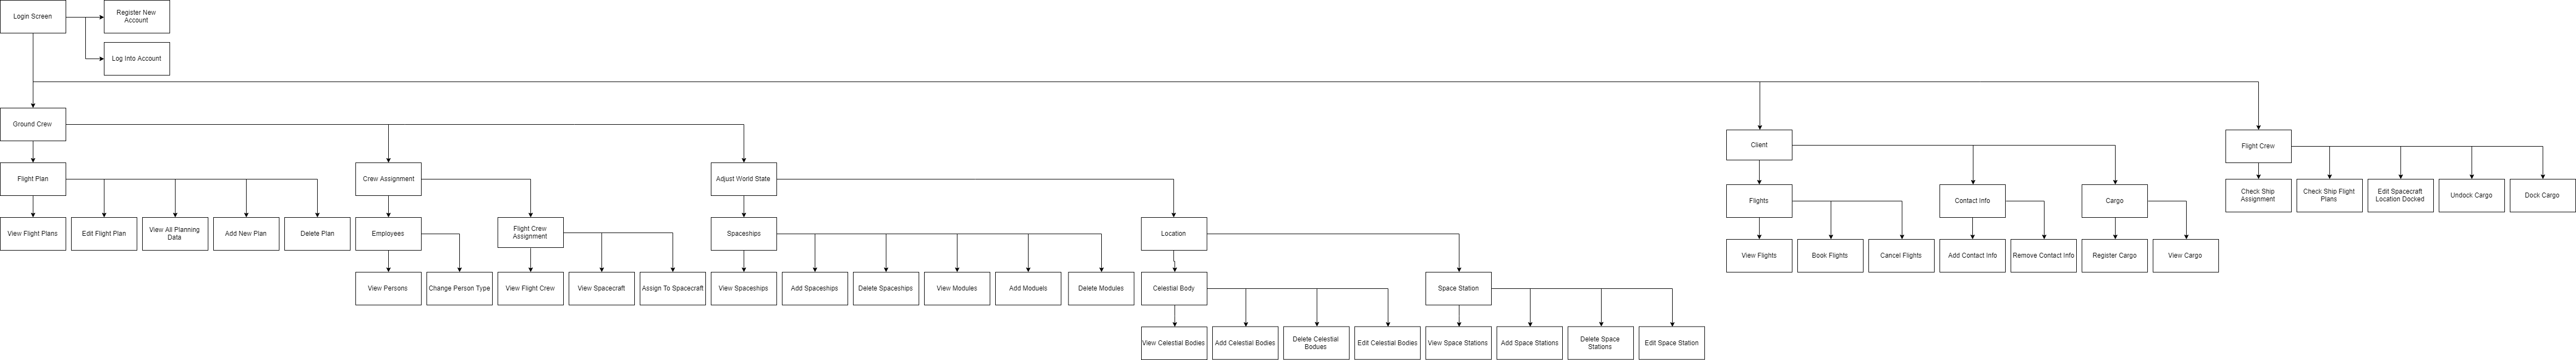 Login Screen
Register New
Account
Log Into Account
Ground Crew
Client
Flight Crew
Flight Plan
Crew Assignment
Adjust World State
Flights
Contact Info
Cargo
Check Ship
Assignment
Check Ship Flight
Plans
Edit Spacecraft
Location Docked
Undock Cargo
Dock Cargo
View Flight Plans
Edit Flight Plan
View All Planning
Data
Add New Plan
Delete Plan
Employees
Flight Crew
Assignment
Spaceships
Location
View Flights
Book Flights
Cancel Flights
Add Contact Info
Remove Contact Info
Register Cargo
View Cargo
View Persons
Change Person Type
View Flight Crew
View Spacecraft
Assign To Spacecraft
View Spaceships
Add Spaceships
Delete Spaceships
View Modules
Add Moduels
Delete Modules
Celestial Body
Space Station
View Celestial Bodies
Add Celestial Bodies
Delete Celestial
Bodues
Edit Celestial Bodies
View Space Stations
Add Space Stations
Delete Space
Stations
Edit Space Station